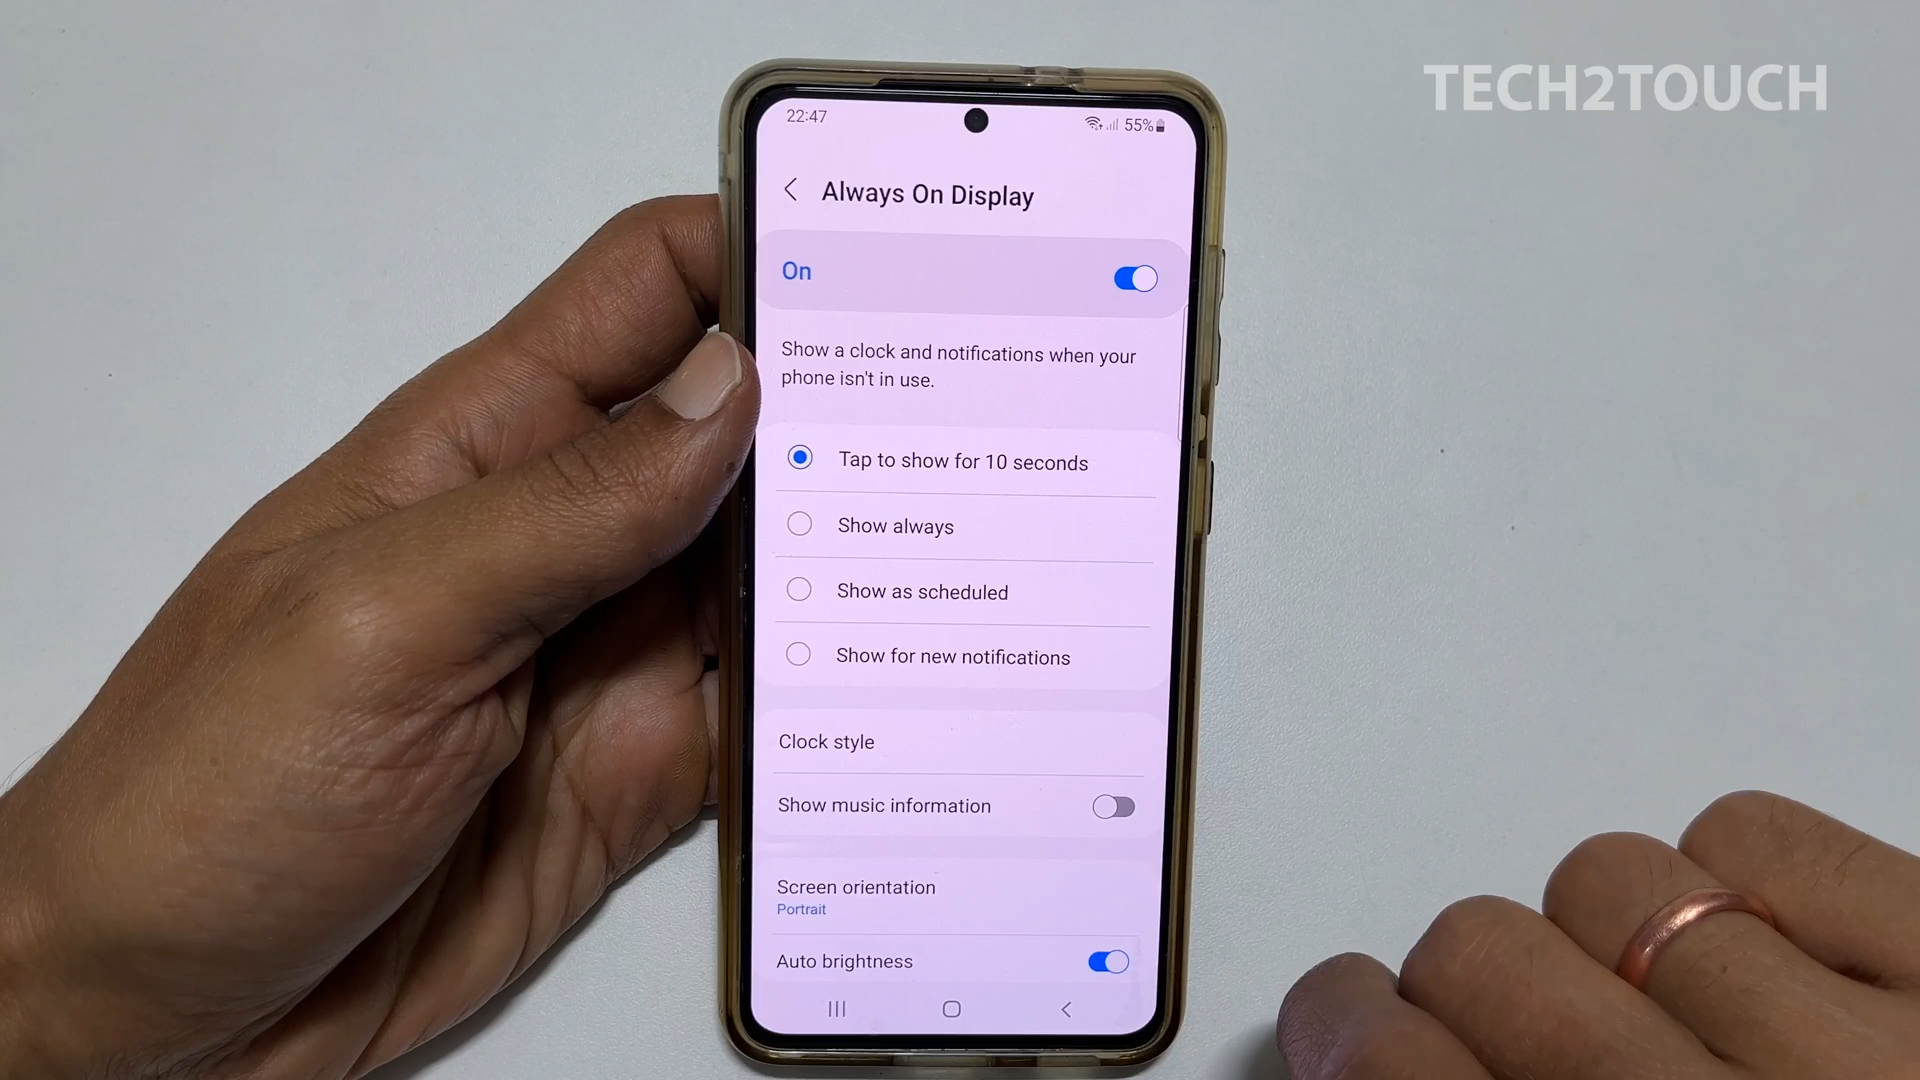 TECH2TOUCH
22:47
55%
Always On Display
On
Show a clock and notifications when your
phone isn't in use.
Tap to show for 10 seconds
Show always
Show as scheduled
Show for new notifications
Clock style
Show music information
Screen orientation
Portrait
Auto brightness